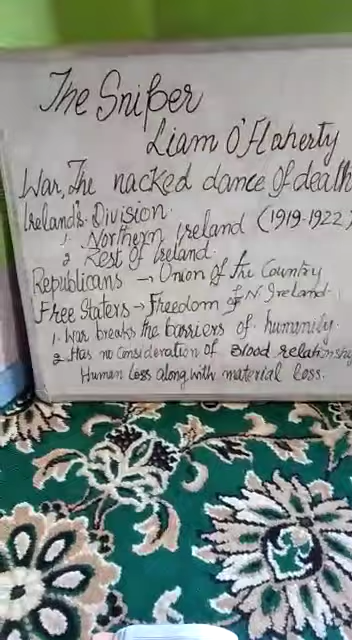 The Sniper
Liam O'Flaherty
War, The nacked dance of death
Ireland's Division.
1. Northern Ireland (1919-1922)
2 Rest of Ireland.
Republicans → Union of the Country
Free Staters → Freedom of N. Ireland.
1. War breaks the barriers of humanity.
2. Has no consideration of Blood relationship
Human loss along with material loss.